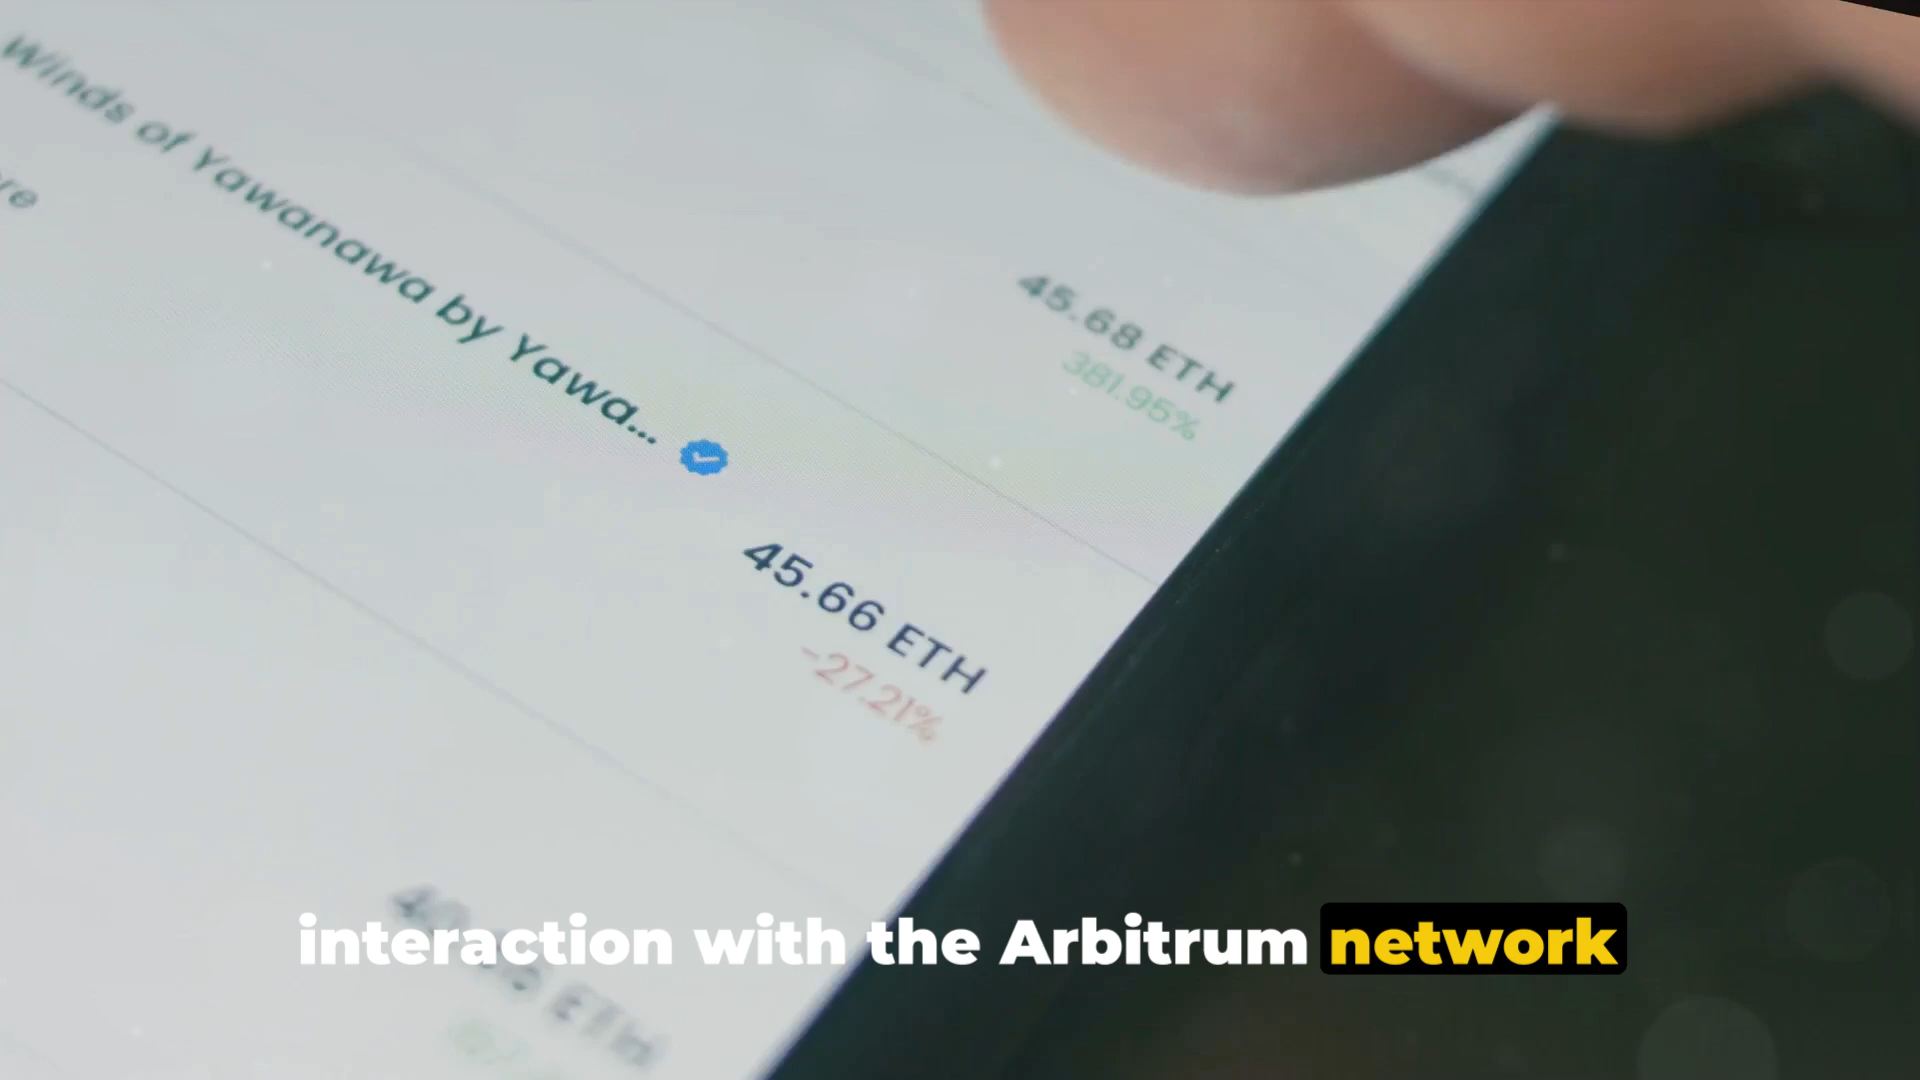 Winds of Yawanawa by Yawa...
45.68 ETH
381.95%
45.66 ETH
-27.21%
interaction with the Arbitrum network